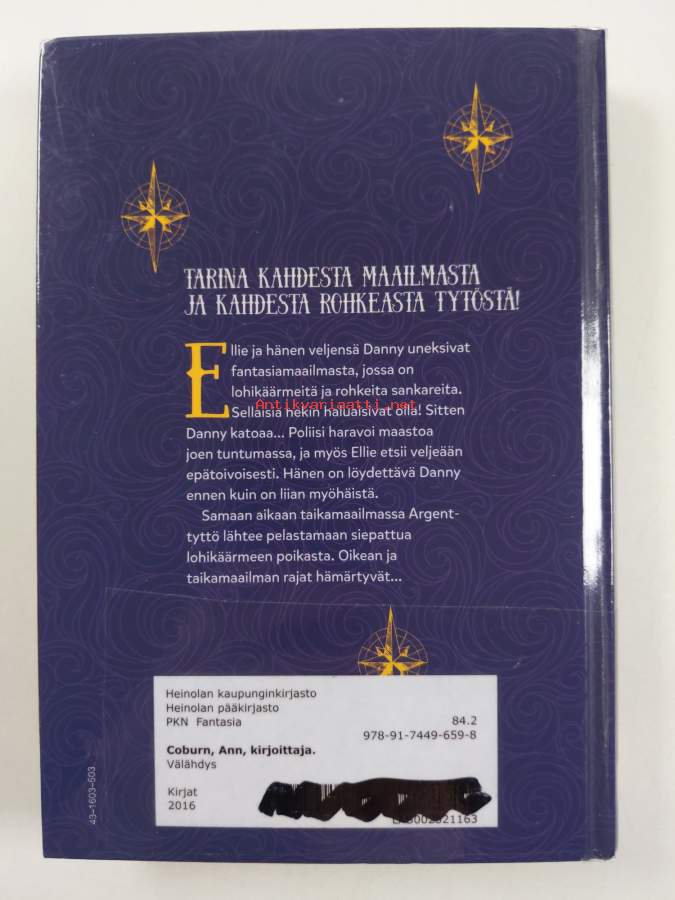 TARINA KAHDESTA MAAILMASTA
JA KAHDESTA ROHKEASTA TYTÖSTÄ!
Ellie ja hänen veljensä Danny uneksivat
fantasiamaailmasta, jossa on
lohikäärmeitä ja rohkeita sankareita.
Antikvariaatti.net
Sellaisia hekin haluaisivat olla! Sitten
Danny katoaa... Poliisi haravoi maastoa
joen tuntumassa, ja myös Ellie etsii veljeään
epätoivoisesti. Hänen on löydettävä Danny
ennen kuin on liian myöhäistä.
Samaan aikaan taikamaailmassa Argent-
tyttö lähtee pelastamaan siepattua
lohikäärmeen poikasta. Oikean ja
taikamaailman rajat hämärtyvät...
Heinolan kaupunginkirjasto
Heinolan pääkirjasto
PKN Fantasia 84.2
978-91-7449-659-8
Coburn, Ann, kirjoittaja.
Välähdys
Kirjat
2016
43-1603-503